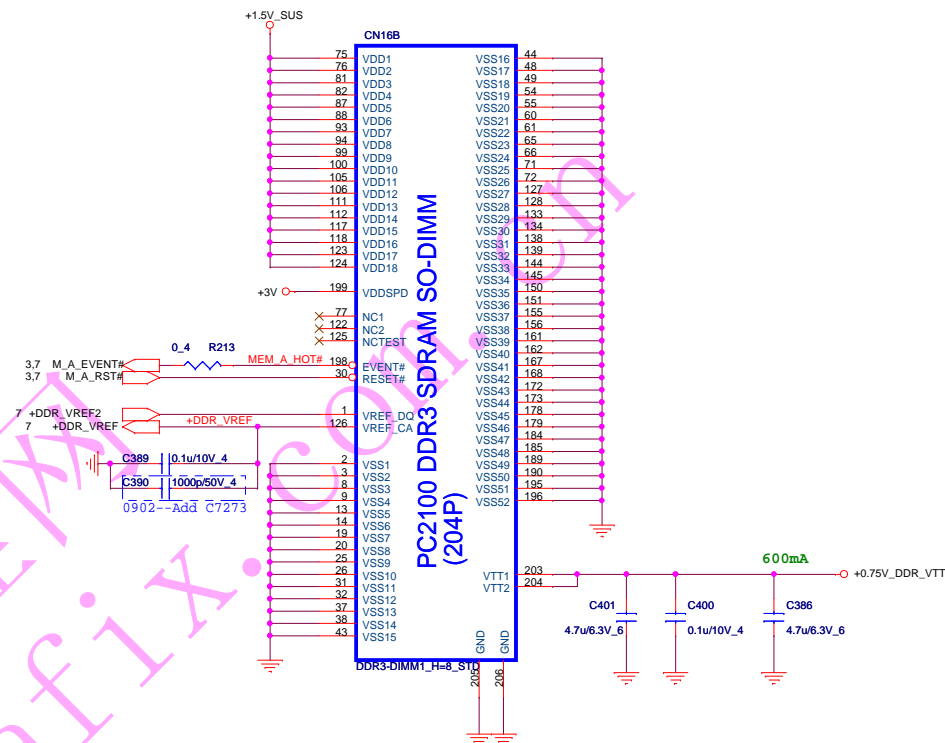 +1.5V_SUS
CN16B
75 VDD1
76 VDD2
81 VDD3
82 VDD4
87 VDD5
88 VDD6
93 VDD7
94 VDD8
99 VDD9
100 VDD10
105 VDD11
106 VDD12
111 VDD13
112 VDD14
117 VDD15
118 VDD16
123 VDD17
124 VDD18
+3V 199 VDDSPD
77 NC1
122 NC2
125 NCTEST
0_4 R213
3,7 M_A_EVENT# MEM_A_HOT# 198 EVENT#
3,7 M_A_RST# 30 RESET#
7 +DDR_VREF2 1 VREF_DQ
7 +DDR_VREF +DDR_VREF 126 VREF_CA
C389 0.1u/10V_4
C390 1000p/50V_4
0902--Add C7273
2 VSS1
3 VSS2
8 VSS3
9 VSS4
13 VSS5
14 VSS6
19 VSS7
20 VSS8
25 VSS9
26 VSS10
31 VSS11
32 VSS12
37 VSS13
38 VSS14
43 VSS15
PC2100 DDR3 SDRAM SO-DIMM
(204P)
VSS16 44
VSS17 48
VSS18 49
VSS19 54
VSS20 55
VSS21 60
VSS22 61
VSS23 65
VSS24 66
VSS25 71
VSS26 72
VSS27 127
VSS28 128
VSS29 133
VSS30 134
VSS31 138
VSS32 139
VSS33 144
VSS34 145
VSS35 150
VSS36 151
VSS37 155
VSS38 156
VSS39 161
VSS40 162
VSS41 167
VSS42 168
VSS43 172
VSS44 173
VSS45 178
VSS46 179
VSS47 184
VSS48 185
VSS49 189
VSS50 190
VSS51 195
VSS52 196
VTT1 203
VTT2 204
600mA
+0.75V_DDR_VTT
C401
4.7u/6.3V_6
C400
0.1u/10V_4
C386
4.7u/6.3V_6
GND 205
GND 206
DDR3-DIMM1_H=8_STD
网
afix.com.cn